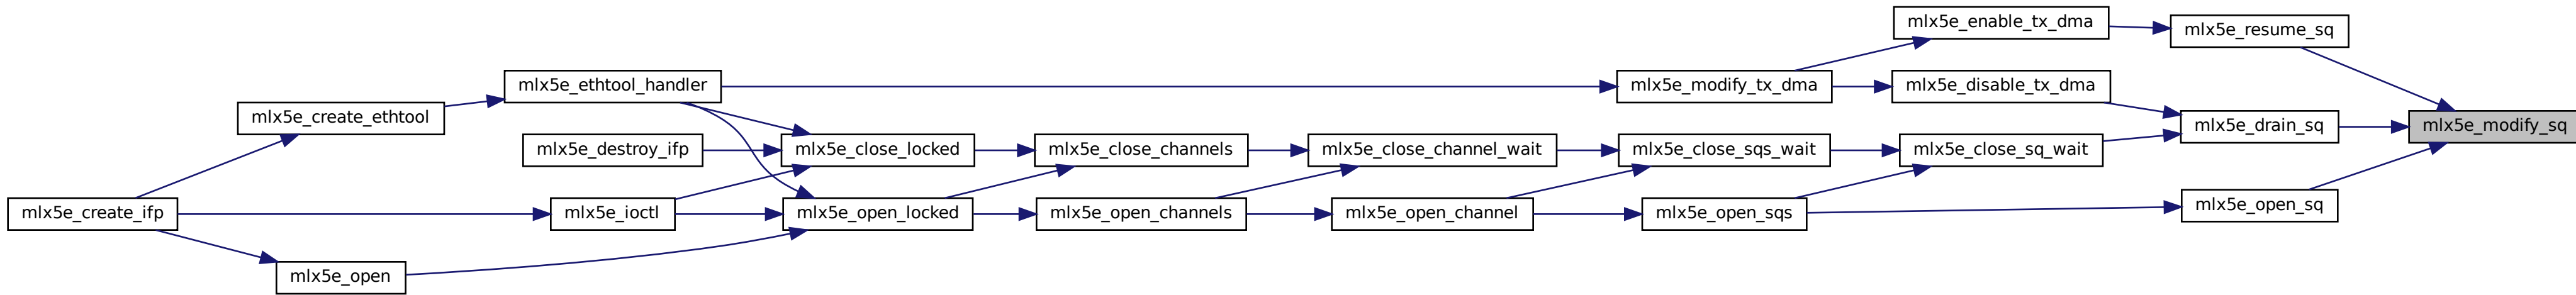 mlx5e_enable_tx_dma
mlx5e_resume_sq
mlx5e_ethtool_handler
mlx5e_modify_tx_dma
mlx5e_disable_tx_dma
mlx5e_create_ethtool
mlx5e_drain_sq
mlx5e_modify_sq
mlx5e_destroy_ifp
mlx5e_close_locked
mlx5e_close_channels
mlx5e_close_channel_wait
mlx5e_close_sqs_wait
mlx5e_close_sq_wait
mlx5e_create_ifp
mlx5e_ioctl
mlx5e_open_locked
mlx5e_open_channels
mlx5e_open_channel
mlx5e_open_sqs
mlx5e_open_sq
mlx5e_open